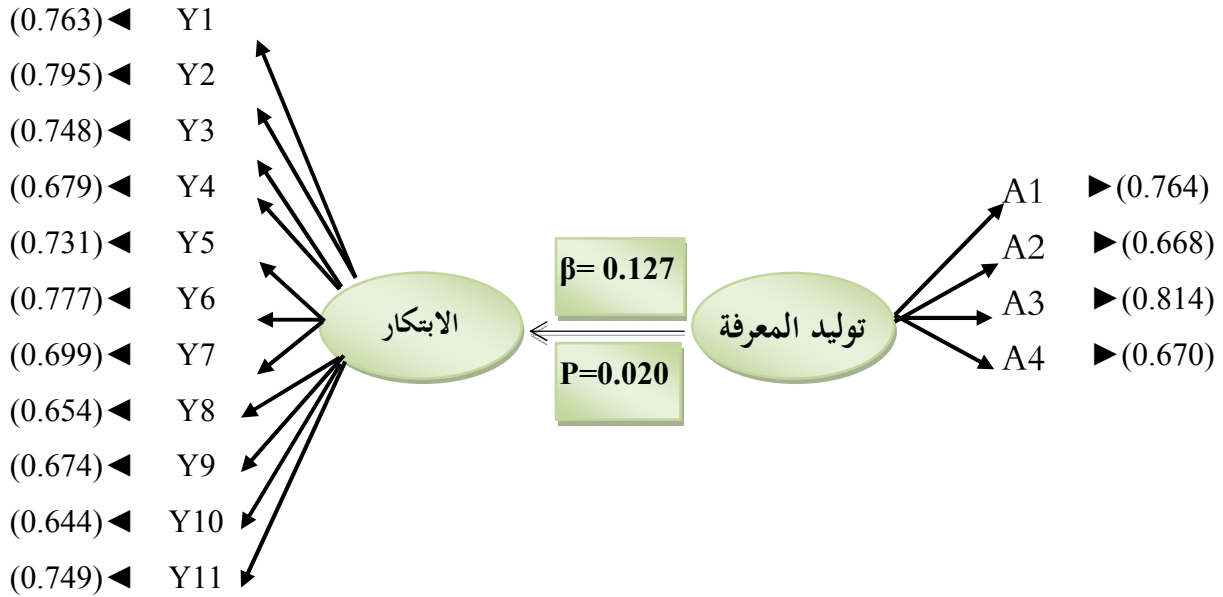 (0.763)◄ Y1
(0.795)◄ Y2
(0.748)◄ Y3
(0.679)◄ Y4
(0.731)◄ Y5
(0.777)◄ Y6
(0.699)◄ Y7
(0.654)◄ Y8
(0.674)◄ Y9
(0.644)◄ Y10
(0.749)◄ Y11
الابتكار
β= 0.127
P=0.020
توليد المعرفة
A1 ►(0.764)
A2 ►(0.668)
A3 ►(0.814)
A4 ►(0.670)